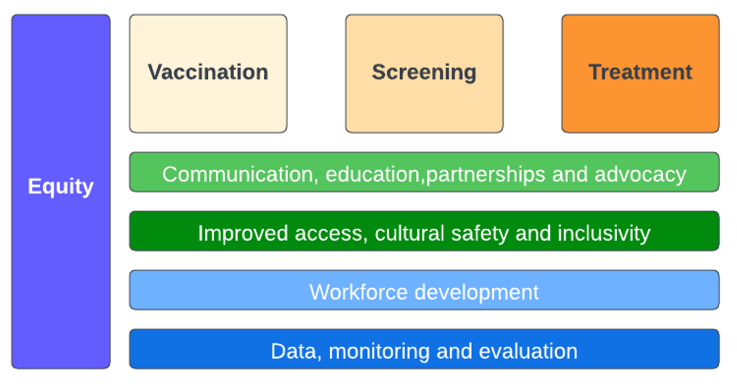 Vaccination
Screening
Treatment
Equity
Communication, education,partnerships and advocacy
Improved access, cultural safety and inclusivity
Workforce development
Data, monitoring and evaluation